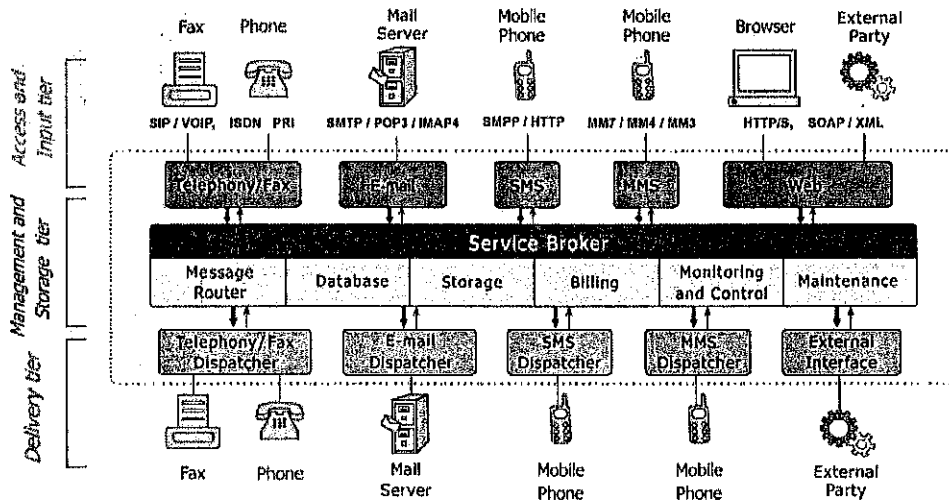 Fax
Phone
Mail
Server
Mobile
Phone
Mobile
Phone
Browser
External
Party
Access and
Input tier
SIP / VOIP, ISDN PRI
SMTP / POP3 / IMAP4
SMPP / HTTP
MM7 / MM4 / MM3
HTTP/S, SOAP / XML
Telephony/Fax
E-mail
SMS
MMS
Web
Management and
Storage tier
Service Broker
Message
Router
Database
Storage
Billing
Monitoring
and Control
Maintenance
Delivery tier
Telephony/Fax
Dispatcher
E-mail
Dispatcher
SMS
Dispatcher
MMS
Dispatcher
External
Interface
Fax
Phone
Mail
Server
Mobile
Phone
Mobile
Phone
External
Party